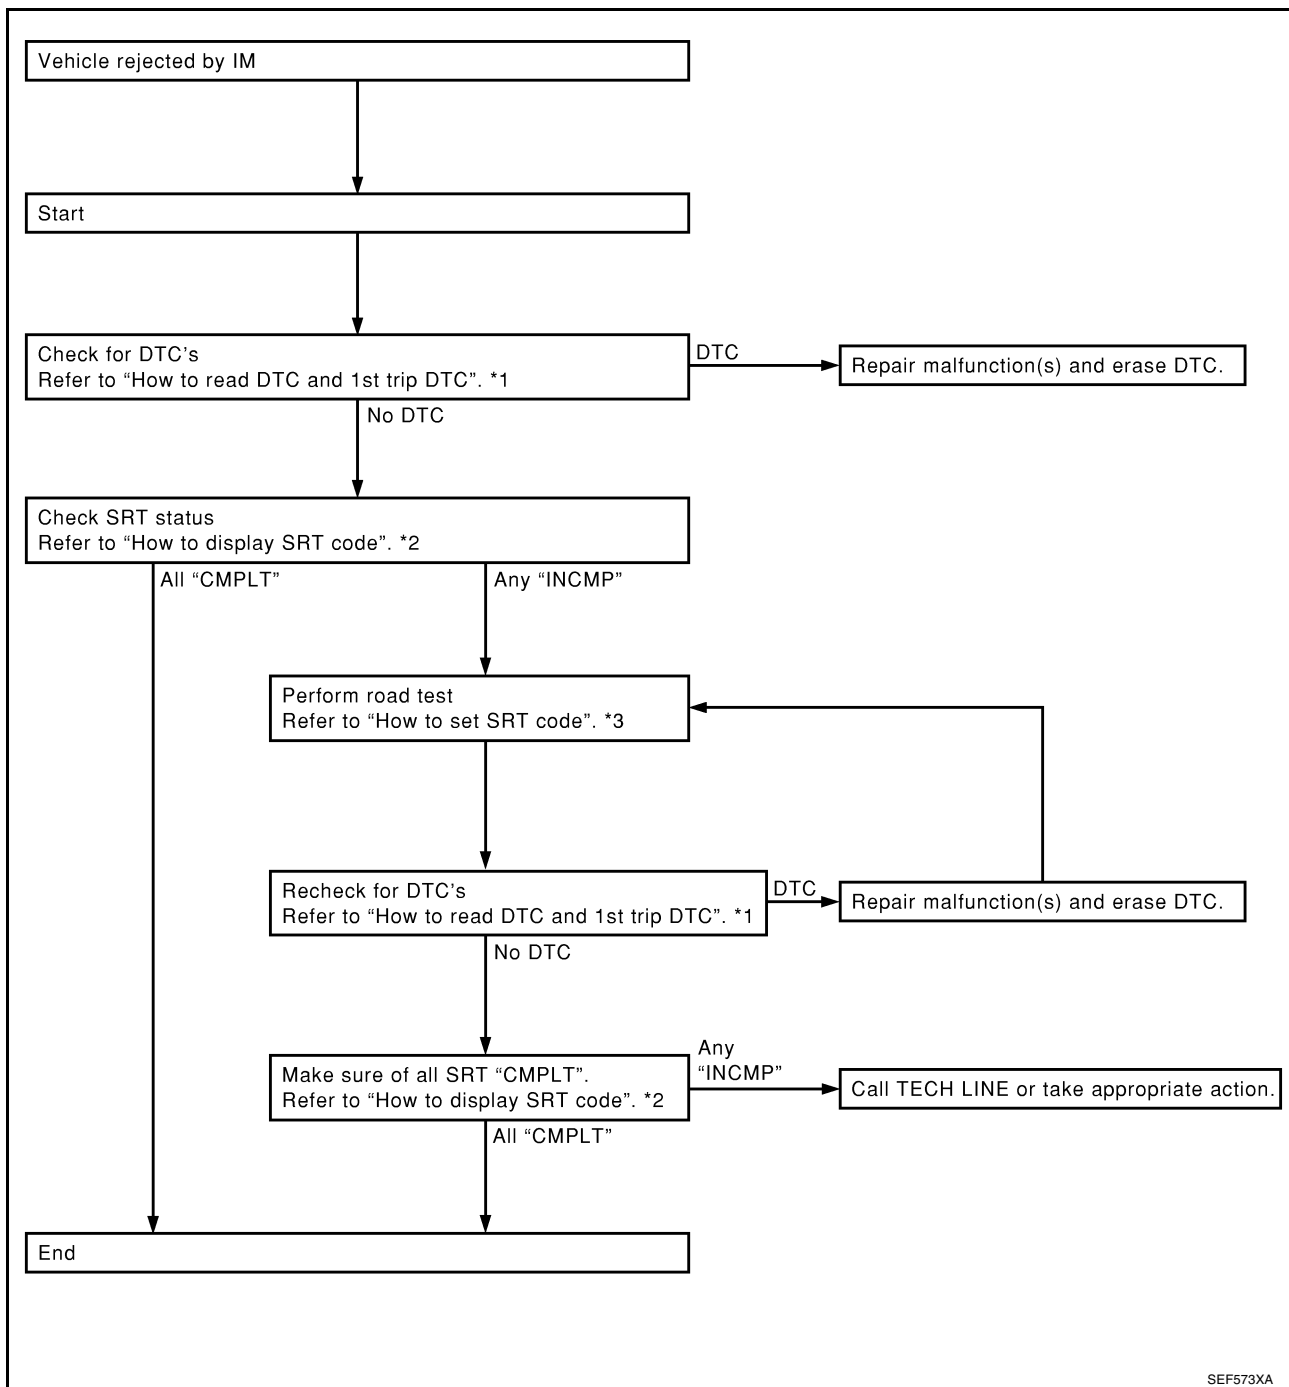 Vehicle rejected by IM
Start
Check for DTC's
Refer to “How to read DTC and 1st trip DTC”. *1
DTC
Repair malfunction(s) and erase DTC.
No DTC
Check SRT status
Refer to “How to display SRT code”. *2
All “CMPLT”
Any “INCMP”
Perform road test
Refer to “How to set SRT code”. *3
Recheck for DTC's
Refer to “How to read DTC and 1st trip DTC”. *1
DTC
Repair malfunction(s) and erase DTC.
No DTC
Make sure of all SRT “CMPLT”.
Refer to “How to display SRT code”. *2
Any
“INCMP”
Call TECH LINE or take appropriate action.
All “CMPLT”
End
SEF573XA